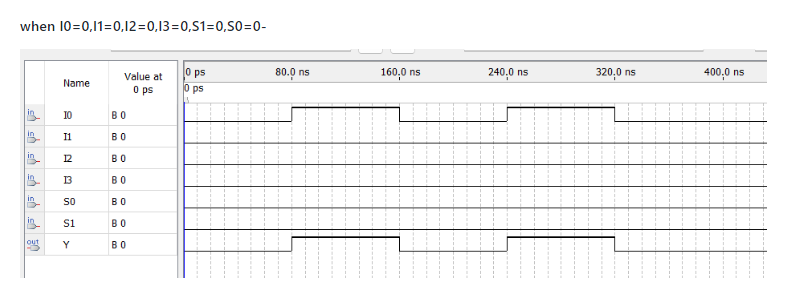 when I0=0,I1=0,I2=0,I3=0,S1=0,S0=0-
Name
Value at
0 ps
0 ps 80.0 ns 160.0 ns 240.0 ns 320.0 ns 400.0 ns
0 ps
in I0 B 0
in I1 B 0
in I2 B 0
in I3 B 0
in S0 B 0
in S1 B 0
out Y B 0